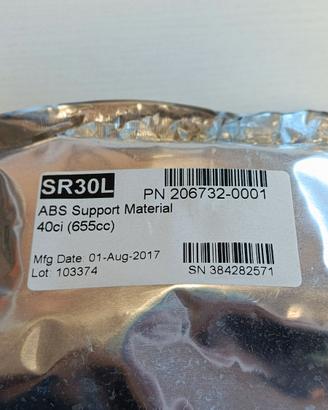 SR30L
PN 206732-0001
ABS Support Material
40ci (655cc)
Mfg Date: 01-Aug-2017
Lot: 103374
SN 384282571